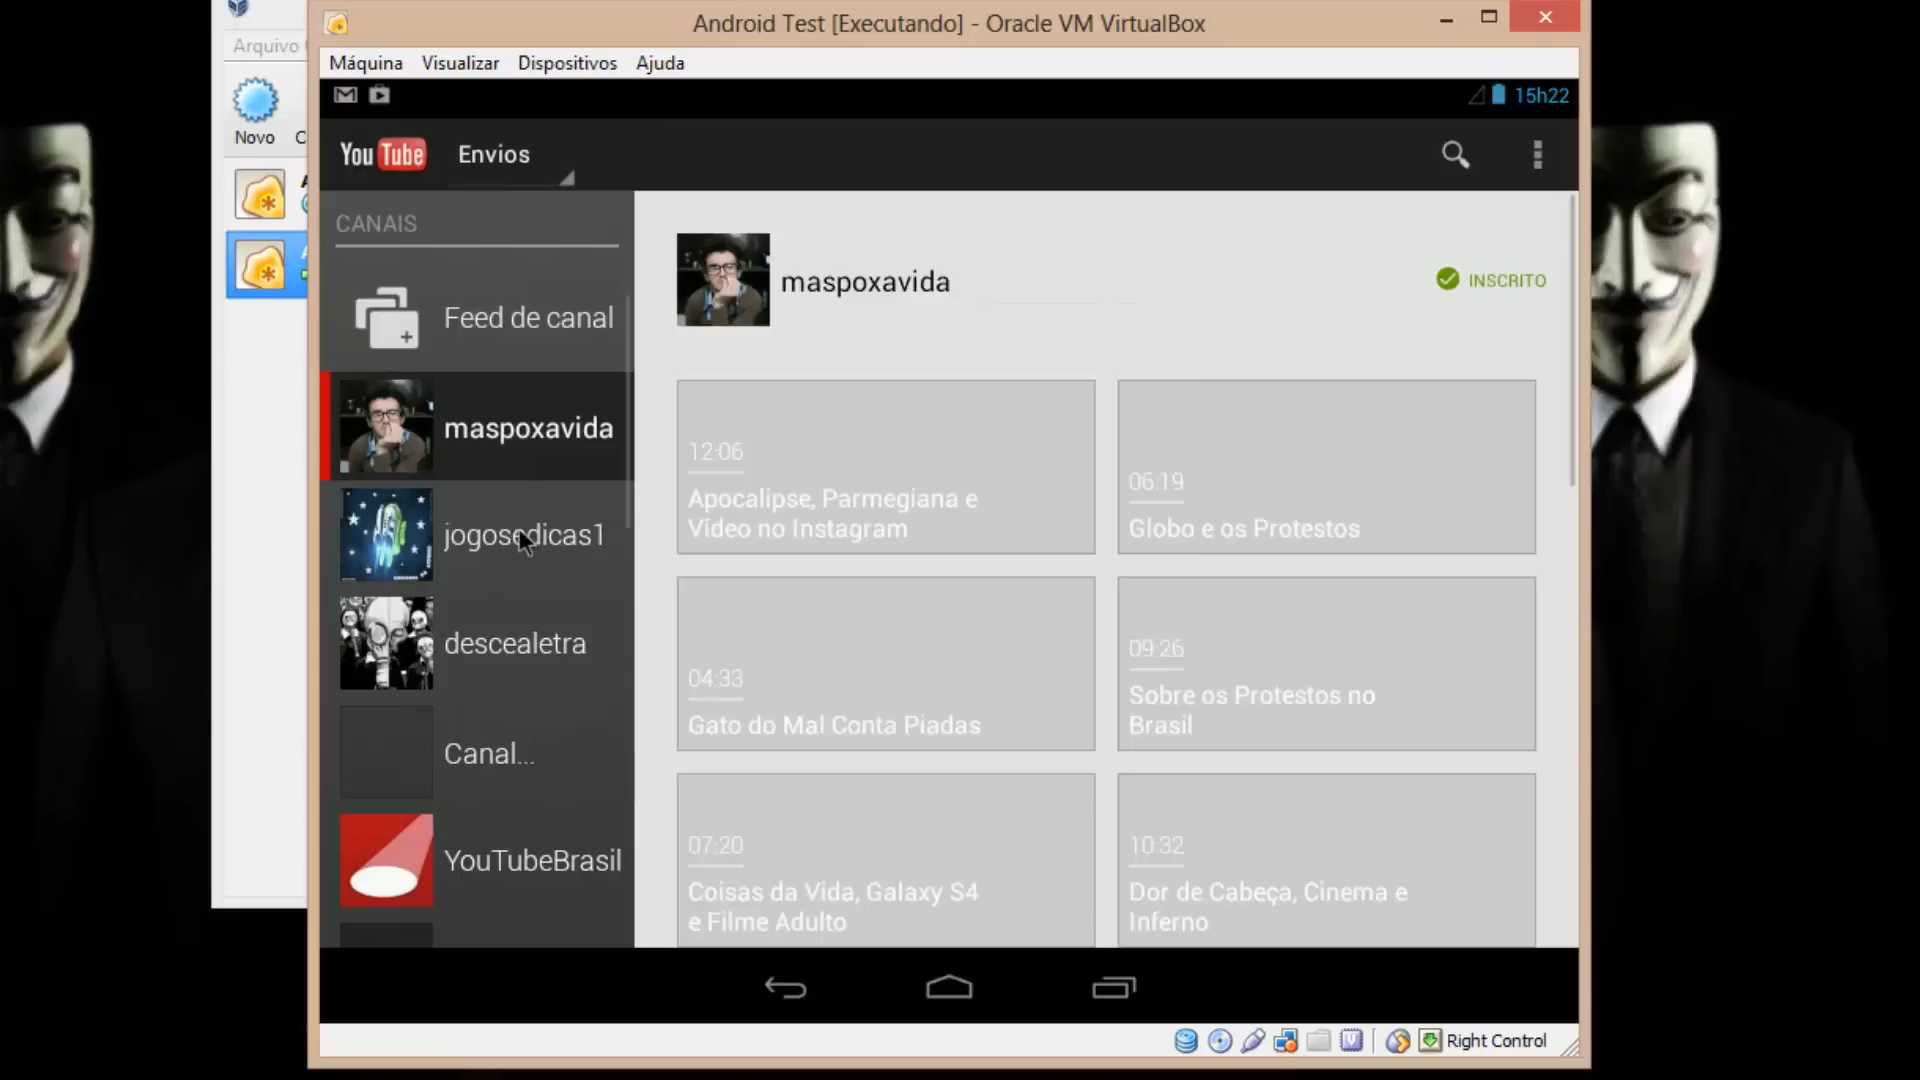 Android Test [Executando] - Oracle VM VirtualBox
Arquivo
Máquina Visualizar Dispositivos Ajuda
15h22
Novo
YouTube Envios
CANAIS
Feed de canal
maspoxavida
jogosedicas1
descealetra
Canal...
YouTubeBrasil
maspoxavida
INSCRITO
12:06
Apocalipse, Parmegiana e
Vídeo no Instagram
06:19
Globo e os Protestos
04:33
Gato do Mal Conta Piadas
09:26
Sobre os Protestos no
Brasil
07:20
Coisas da Vida, Galaxy S4
e Filme Adulto
10:32
Dor de Cabeça, Cinema e
Inferno
Right Control